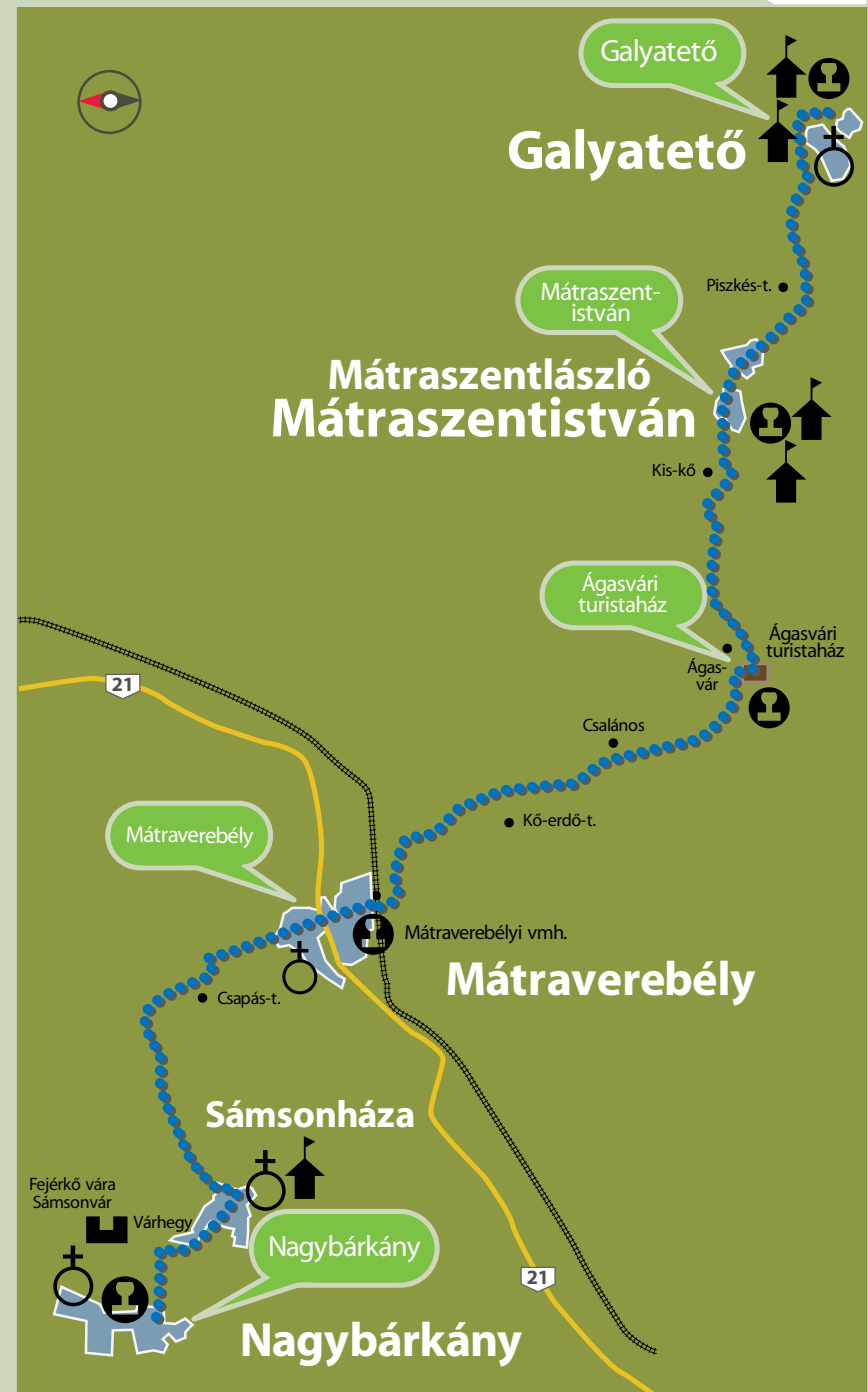 Galyatető
Galyatető
Piszkés-t.
Mátraszent-
istván
Mátraszentlászló
Mátraszentistván
Kis-kő
Ágasvári
turistaház
Ágasvári
turistaház
Ágas-
vár
21
Csalános
Kő-erdő-t.
Mátraverebély
Mátraverebélyi vmh.
Mátraverebély
Csapás-t.
Sámsonháza
Fejérkő vára
Sámsonvár
Várhegy
Nagybárkány
21
Nagybárkány